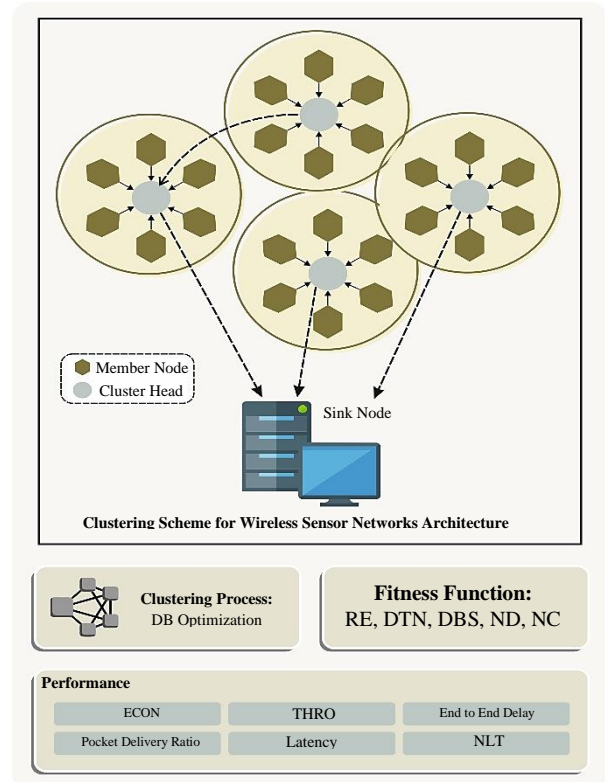 Member Node
Cluster Head
Sink Node
Clustering Scheme for Wireless Sensor Networks Architecture
Clustering Process:
DB Optimization
Fitness Function:
RE, DTN, DBS, ND, NC
Performance
ECON
THRO
End to End Delay
Pocket Delivery Ratio
Latency
NLT